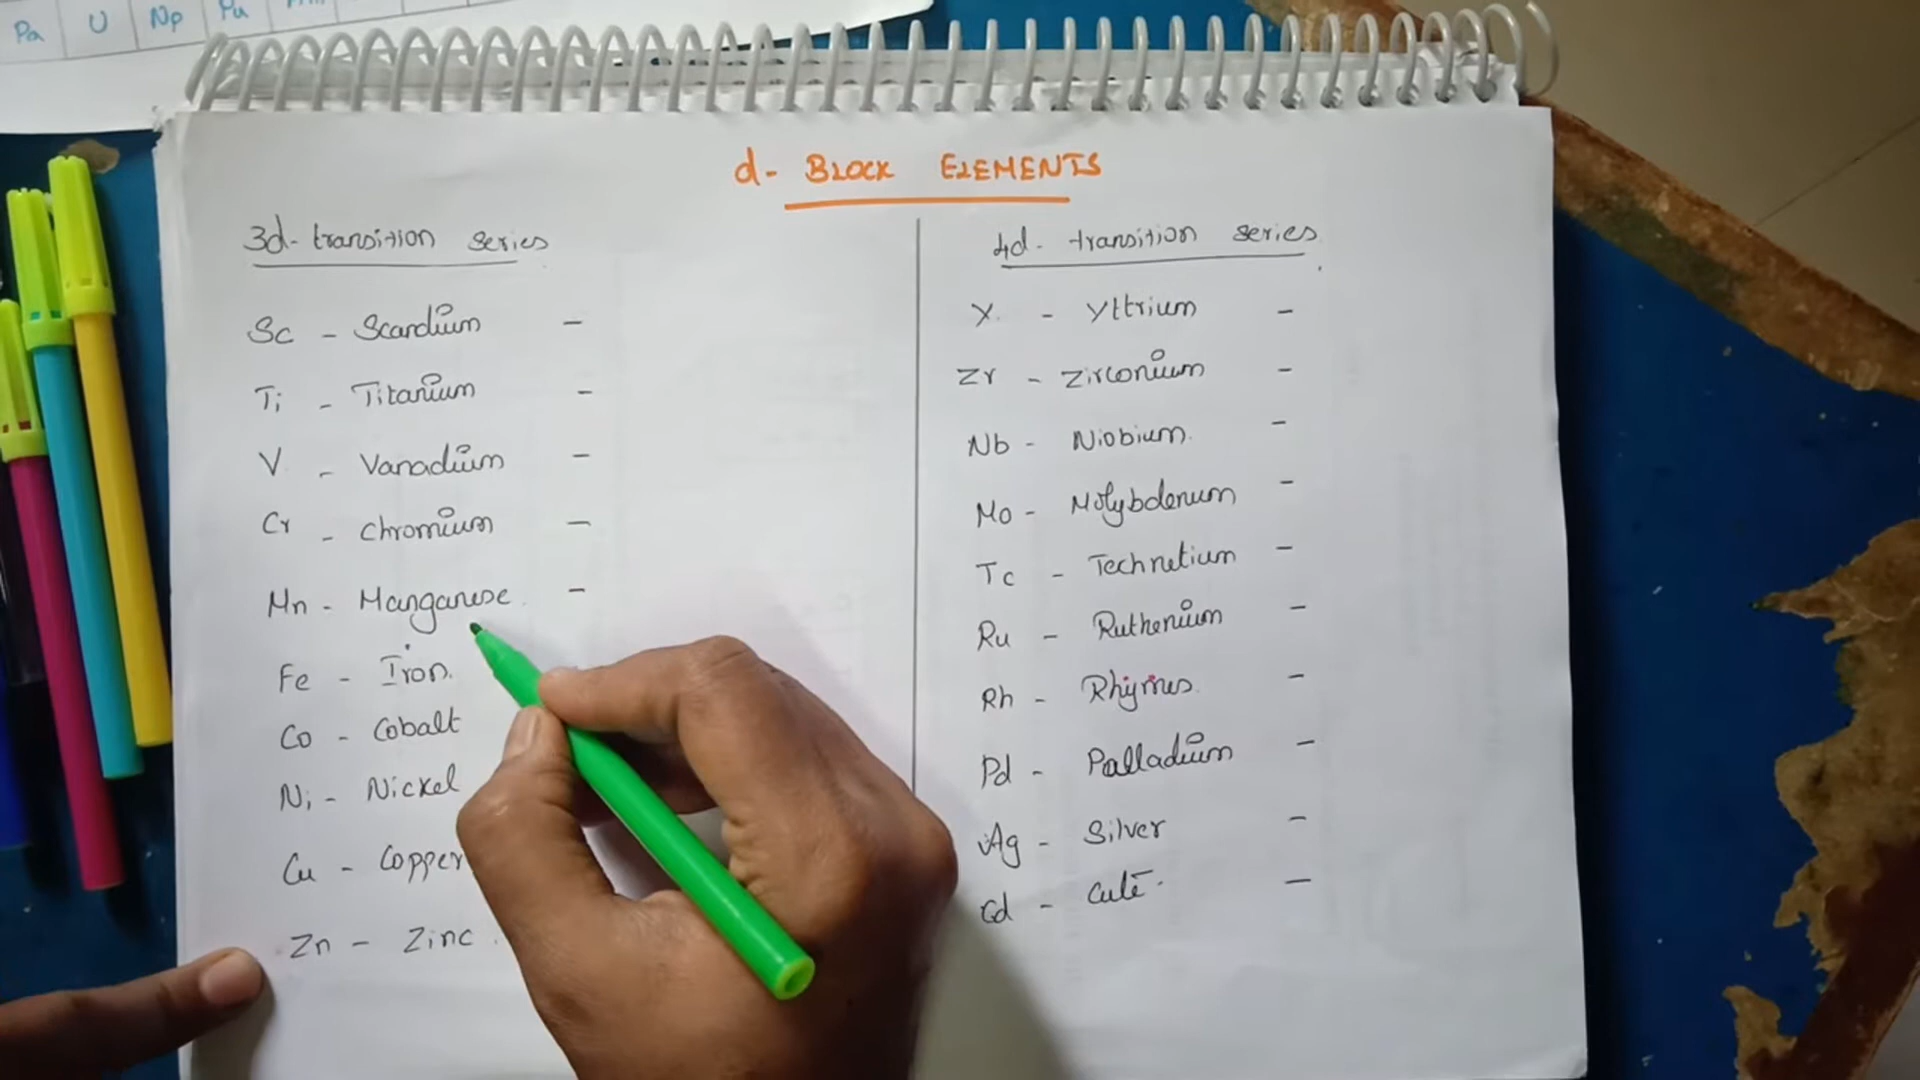 Pa U Np Pu
d- BLOCK ELEMENTS
3d- transition series
Sc - Scandium -
Ti - Titanium -
V - Vanadium -
Cr - Chromium -
Mn - Manganese -
Fe - Iron
Co - Cobalt
Ni - Nickel
Cu - Copper
Zn - Zinc
4d- transition series
Y - Yttrium -
Zr - Zirconium -
Nb - Niobium -
Mo - Molybdenum -
Tc - Technetium -
Ru - Ruthenium -
Rh - Rhymes -
Pd - Palladium -
Ag - Silver -
Cd - Cute -